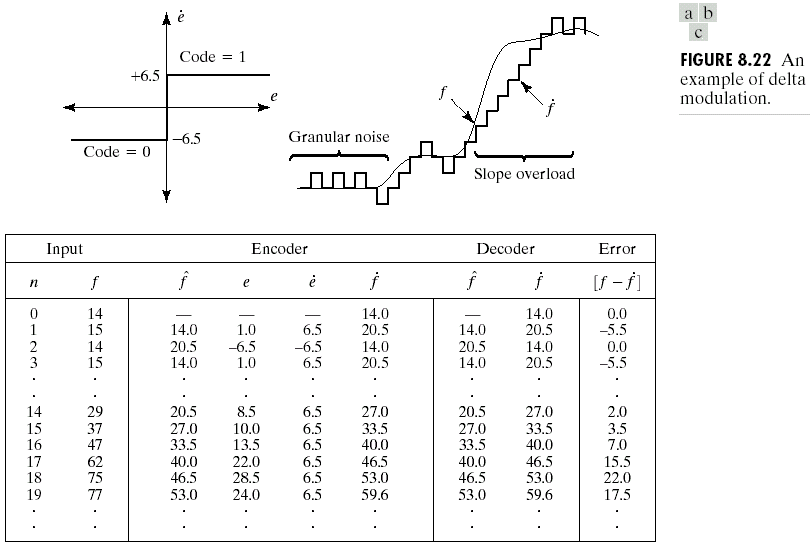 ė
Code = 1
+6.5
e
−6.5
Code = 0
Granular noise
f
ḟ
Slope overload
a b
c
FIGURE 8.22 An
example of delta
modulation.
Input Encoder Decoder Error
n f f̂ e ė ḟ f̂ ḟ [f − ḟ]
0 14 — — — 14.0 — 14.0 0.0
1 15 14.0 1.0 6.5 20.5 14.0 20.5 −5.5
2 14 20.5 −6.5 −6.5 14.0 20.5 14.0 0.0
3 15 14.0 1.0 6.5 20.5 14.0 20.5 −5.5
. . . . . . . . .
. . . . . . . . .
14 29 20.5 8.5 6.5 27.0 20.5 27.0 2.0
15 37 27.0 10.0 6.5 33.5 27.0 33.5 3.5
16 47 33.5 13.5 6.5 40.0 33.5 40.0 7.0
17 62 40.0 22.0 6.5 46.5 40.0 46.5 15.5
18 75 46.5 28.5 6.5 53.0 46.5 53.0 22.0
19 77 53.0 24.0 6.5 59.6 53.0 59.6 17.5
. . . . . . . . .
. . . . . . . . .